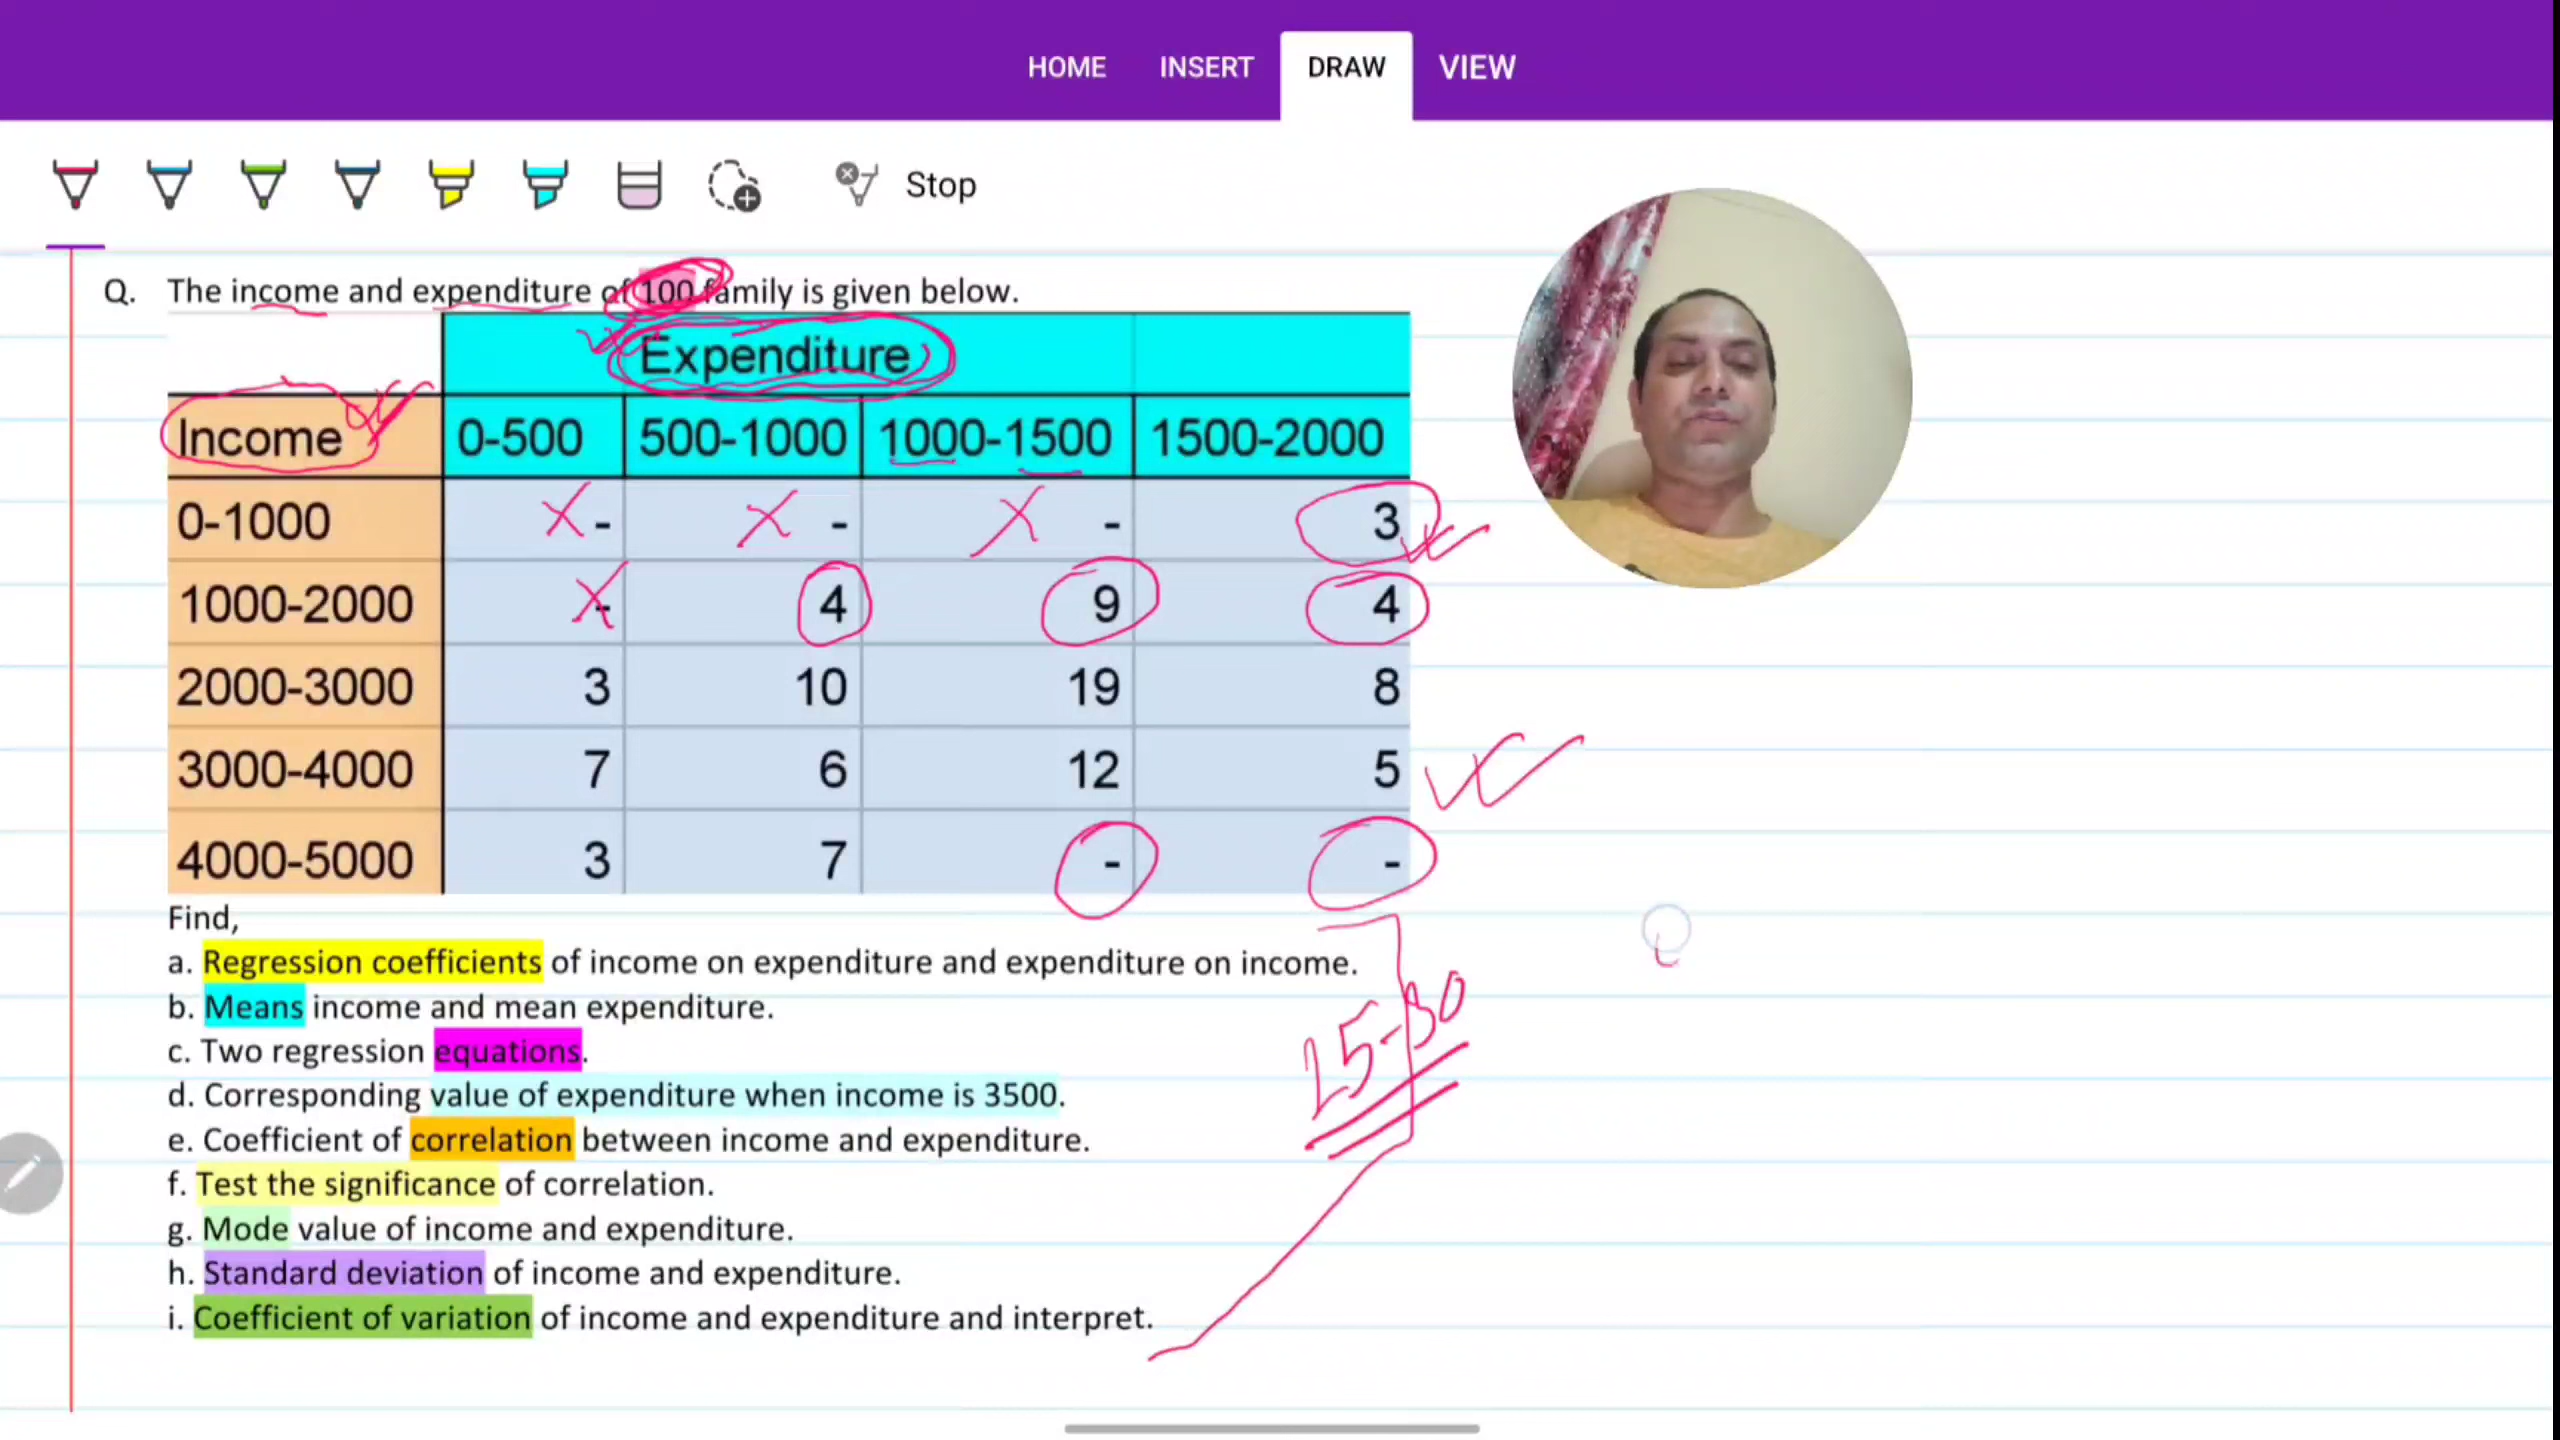 HOME INSERT DRAW VIEW
Stop
Q. The income and expenditure of 100 family is given below.
Expenditure
Income 0-500 500-1000 1000-1500 1500-2000
0-1000 - - - 3
1000-2000 - 4 9 4
2000-3000 3 10 19 8
3000-4000 7 6 12 5
4000-5000 3 7 - -
Find,
a. Regression coefficients of income on expenditure and expenditure on income.
b. Means income and mean expenditure.
c. Two regression equations.
d. Corresponding value of expenditure when income is 3500.
e. Coefficient of correlation between income and expenditure.
f. Test the significance of correlation.
g. Mode value of income and expenditure.
h. Standard deviation of income and expenditure.
i. Coefficient of variation of income and expenditure and interpret.